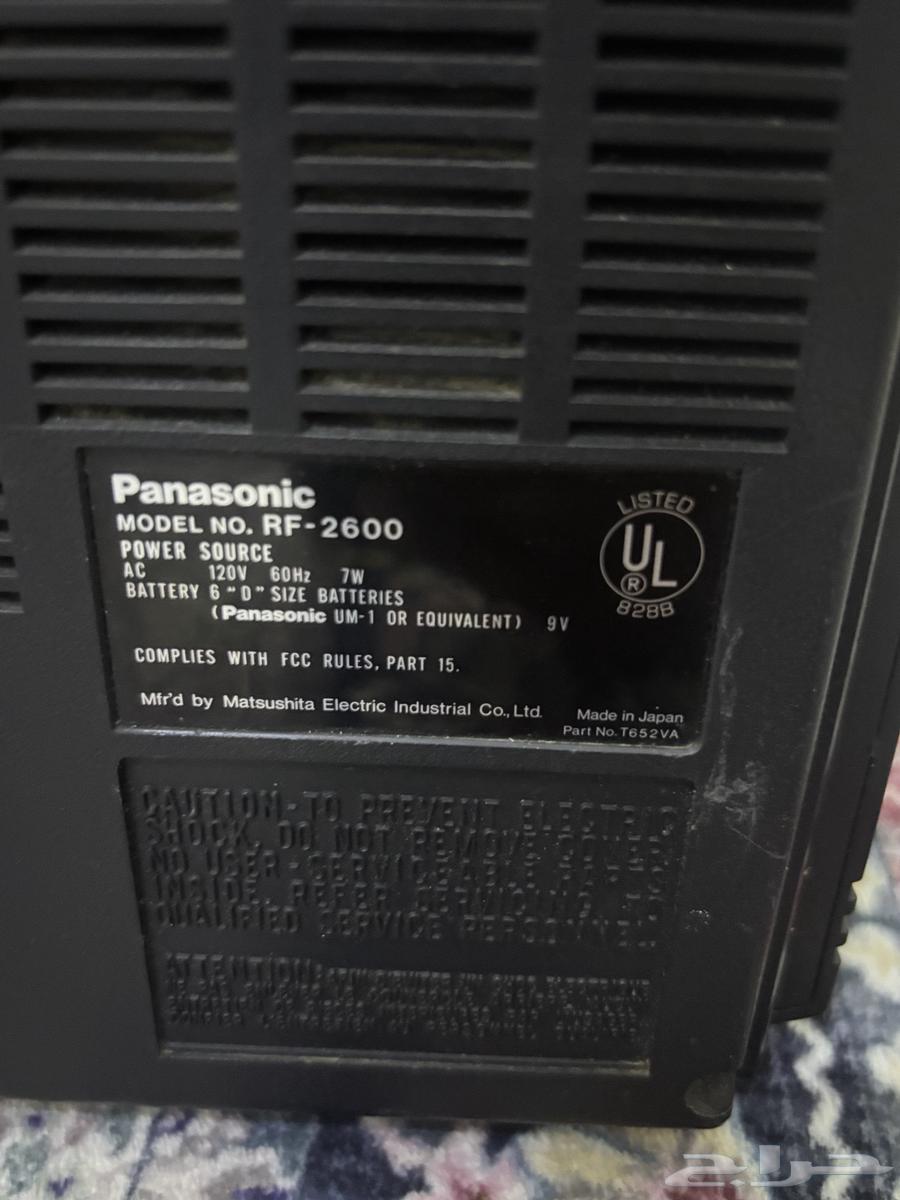 Panasonic
MODEL NO. RF-2600
POWER SOURCE
AC 120V 60Hz 7W
BATTERY 6 "D" SIZE BATTERIES
(Panasonic UM-1 OR EQUIVALENT) 9V
COMPLIES WITH FCC RULES, PART 15.
Mfr'd by Matsushita Electric Industrial Co., Ltd.
Made in Japan
Part No. T652VA
LISTED
UL
®
828B
CAUTION-TO PREVENT ELECTRIC
SHOCK, DO NOT REMOVE COVER
NO USER-SERVICEABLE PARTS
INSIDE. REFER SERVICING TO
QUALIFIED SERVICE PERSONNEL
ATTENTION:
حراج